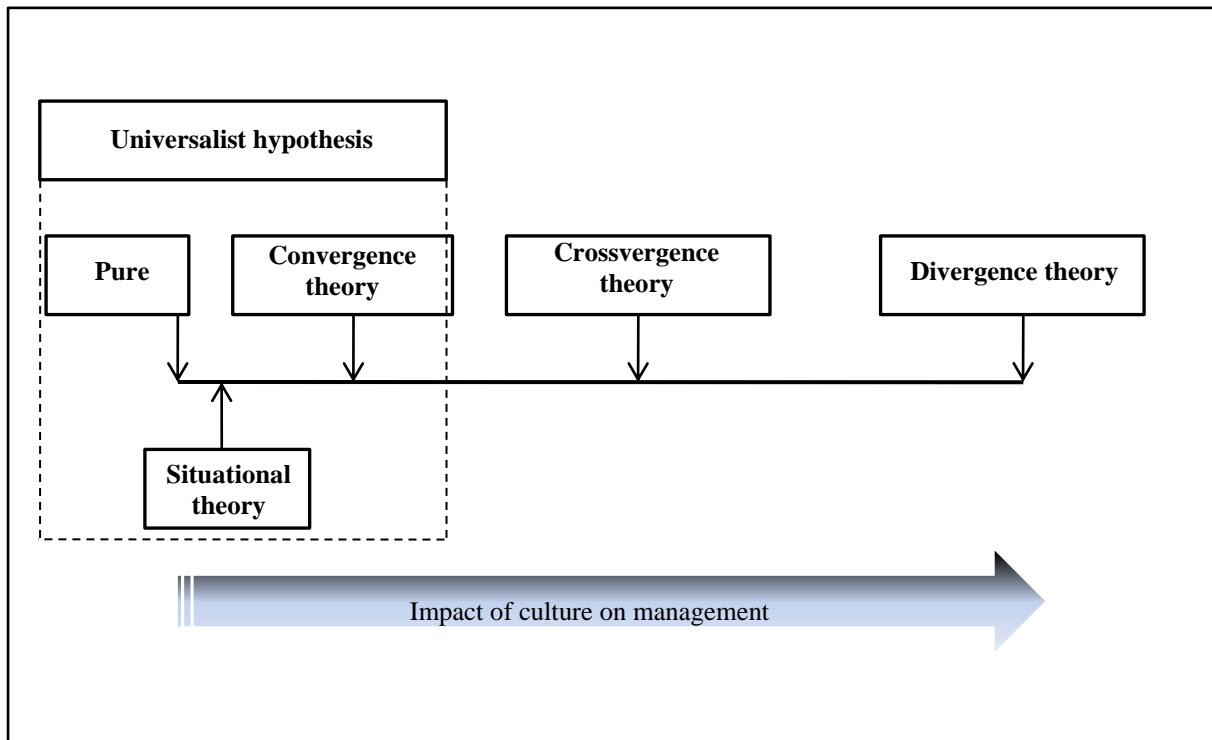 Universalist hypothesis
Pure
Convergence
theory
Crossvergence
theory
Divergence theory
Situational
theory
Impact of culture on management